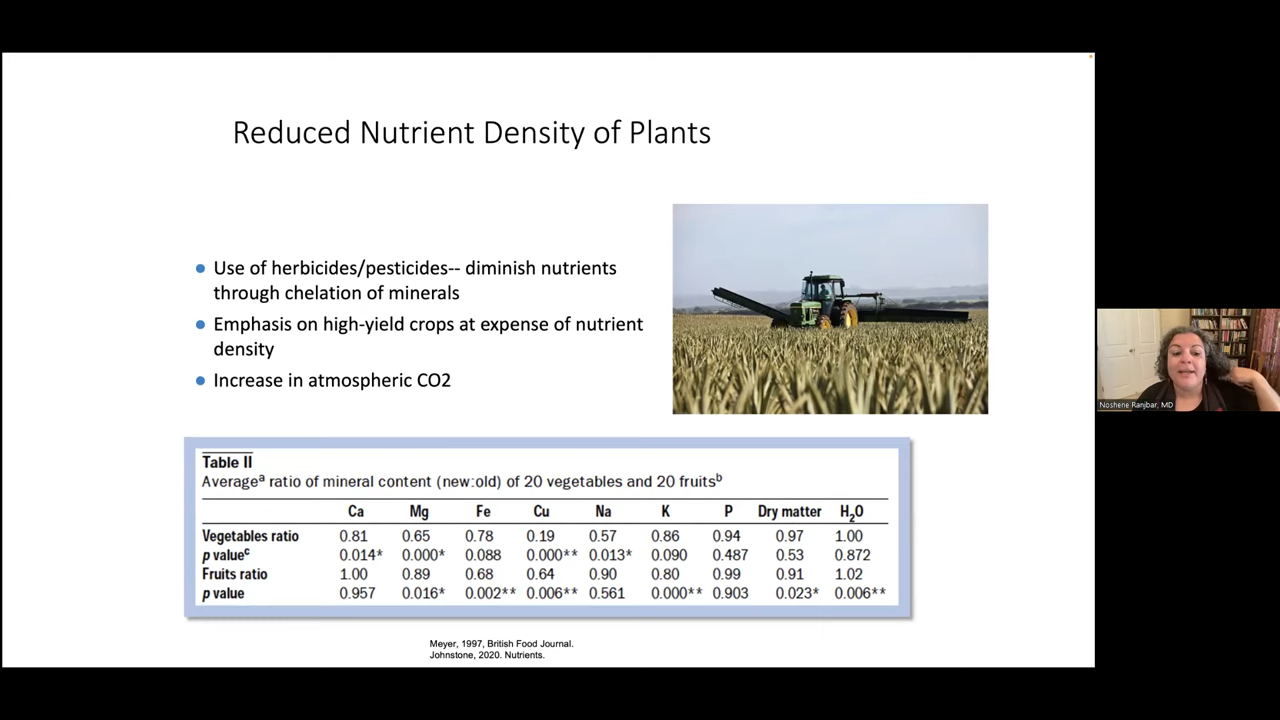 Reduced Nutrient Density of Plants
Use of herbicides/pesticides-- diminish nutrients
through chelation of minerals
Emphasis on high-yield crops at expense of nutrient
density
Increase in atmospheric CO2
Noshene Ranjbar, MD
Table II
Averageᵃ ratio of mineral content (new:old) of 20 vegetables and 20 fruitsᵇ
Ca Mg Fe Cu Na K P Dry matter H₂O
Vegetables ratio 0.81 0.65 0.78 0.19 0.57 0.86 0.94 0.97 1.00
p valueᶜ 0.014* 0.000* 0.088 0.000** 0.013* 0.090 0.487 0.53 0.872
Fruits ratio 1.00 0.89 0.68 0.64 0.90 0.80 0.99 0.91 1.02
p value 0.957 0.016* 0.002** 0.006** 0.561 0.000** 0.903 0.023* 0.006**
Meyer, 1997, British Food Journal.
Johnstone, 2020. Nutrients.